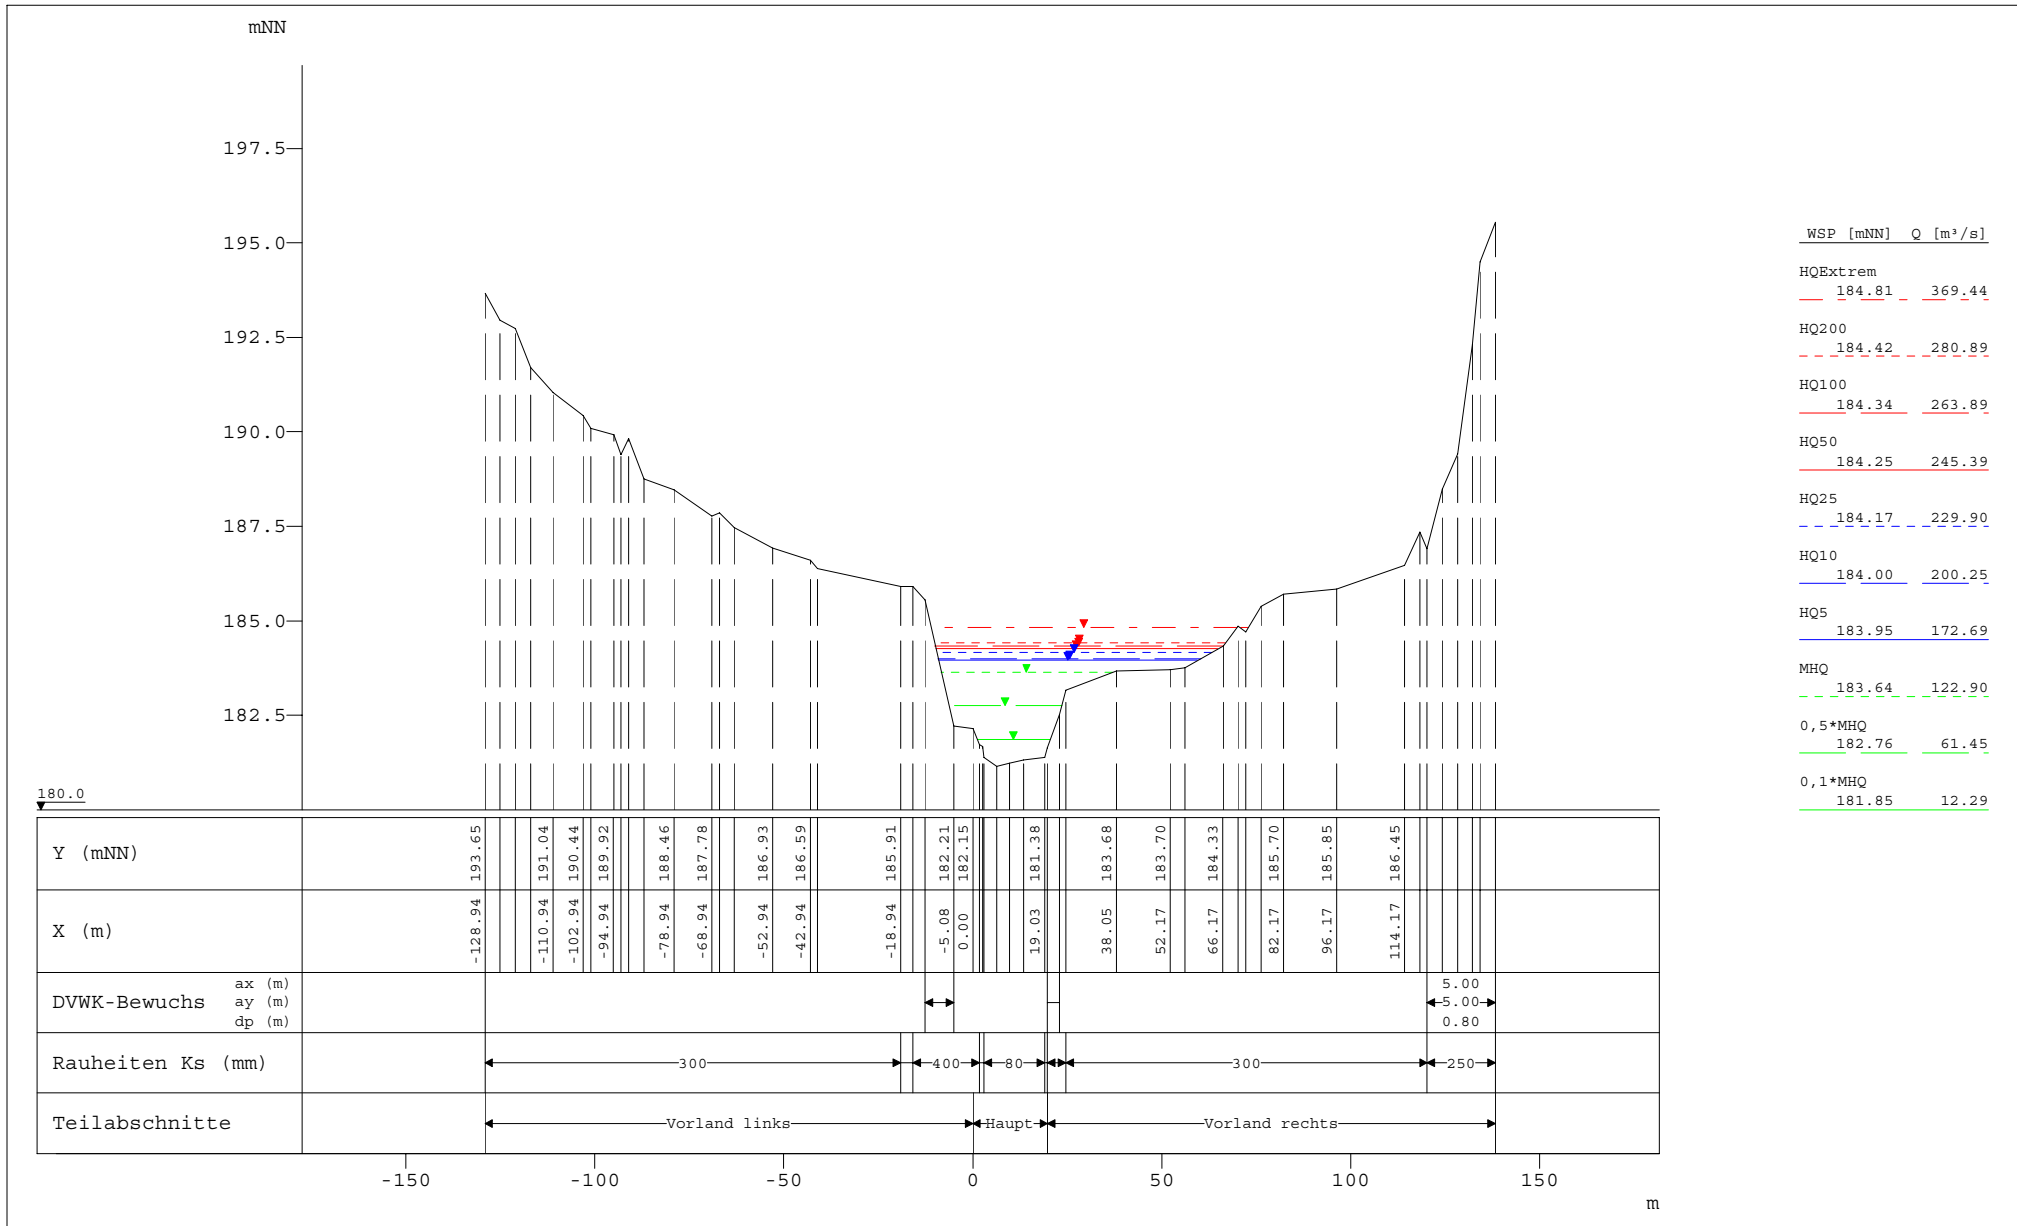 mNN
197.5
195.0
192.5
190.0
187.5
185.0
182.5
180.0
WSP [mNN] Q [m³/s]
HQExtrem
184.81 369.44
HQ200
184.42 280.89
HQ100
184.34 263.89
HQ50
184.25 245.39
HQ25
184.17 229.90
HQ10
184.00 200.25
HQ5
183.95 172.69
MHQ
183.64 122.90
0,5*MHQ
182.76 61.45
0,1*MHQ
181.85 12.29
Y (mNN) 193.65 191.04 190.44 189.92 188.46 187.78 186.93 186.59 185.91 182.21 182.15 181.38 183.68 183.70 184.33 185.70 185.85 186.45
X (m) -128.94 -110.94 -102.94 -94.94 -78.94 -68.94 -52.94 -42.94 -18.94 -5.08 0.00 19.03 38.05 52.17 66.17 82.17 96.17 114.17
ax (m) 5.00
DVWK-Bewuchs ay (m) 5.00
dp (m) 0.80
Rauheiten Ks (mm) 300 400 80 300 250
Teilabschnitte Vorland links Haupt Vorland rechts
-150 -100 -50 0 50 100 150
m